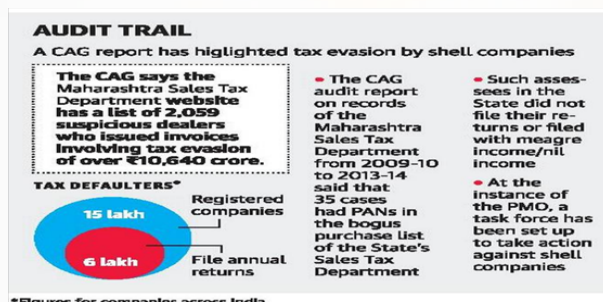 AUDIT TRAIL
A CAG report has higlighted tax evasion by shell companies
The CAG says the
Maharashtra Sales Tax
Department website
has a list of 2,059
suspicious dealers
who issued invoices
involving tax evasion
of over ₹10,640 crore.
TAX DEFAULTERS*
Registered
companies
15 lakh
6 lakh
File annual
returns
• The CAG
audit report
on records
of the
Maharashtra
Sales Tax
Department
from 2009-10
to 2013-14
said that
35 cases
had PANs in
the bogus
purchase list
of the State's
Sales Tax
Department
• Such asses-
sees in the
State did not
file their re-
turns or filed
with meagre
income/nil
income
• At the
instance of
the PMO, a
task force has
been set up
to take action
against shell
companies
*Figures for companies across India